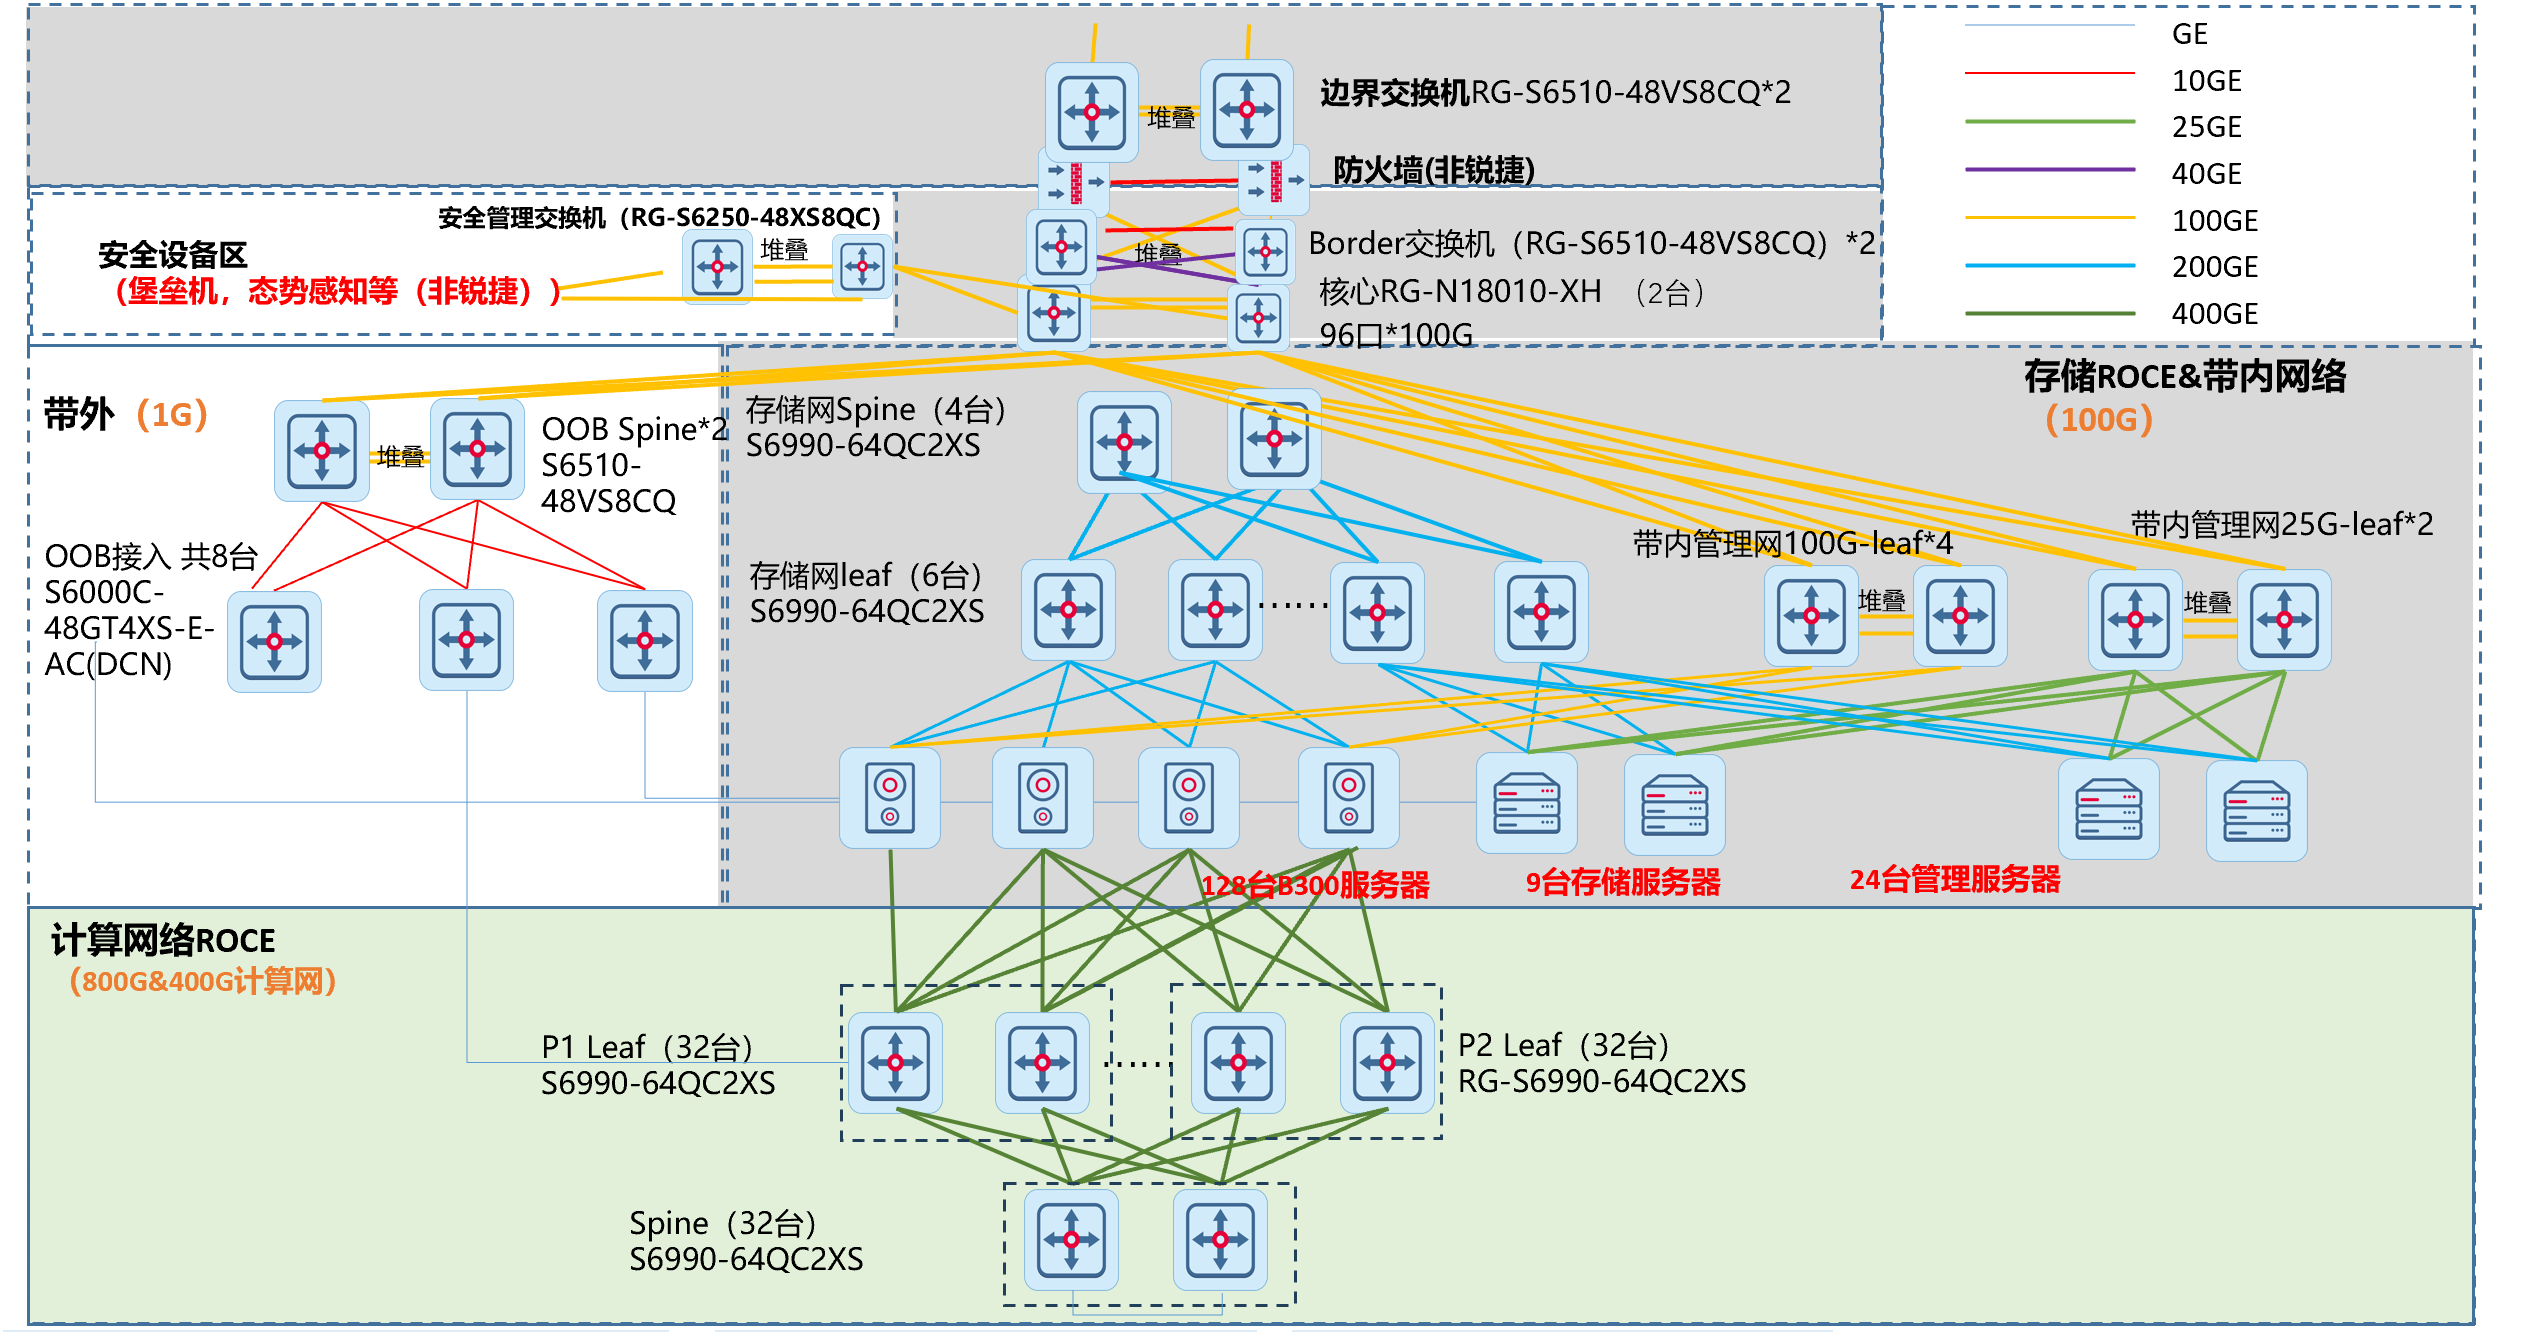 GE
10GE
25GE
40GE
100GE
200GE
400GE
边界交换机RG-S6510-48VS8CQ*2
堆叠
防火墙(非锐捷)
安全管理交换机（RG-S6250-48XS8QC）
安全设备区
（堡垒机，态势感知等（非锐捷））
堆叠
堆叠
Border交换机（RG-S6510-48VS8CQ）*2
核心RG-N18010-XH （2台）
96口*100G
存储ROCE&带内网络
（100G）
带外（1G）
堆叠
OOB Spine*2
S6510-
48VS8CQ
存储网Spine（4台）
S6990-64QC2XS
带内管理网100G-leaf*4
带内管理网25G-leaf*2
OOB接入 共8台
S6000C-
48GT4XS-E-
AC(DCN)
存储网leaf（6台）
S6990-64QC2XS
······
堆叠
堆叠
128台B300服务器
9台存储服务器
24台管理服务器
计算网络ROCE
（800G&400G计算网）
P1 Leaf（32台）
S6990-64QC2XS
······
P2 Leaf（32台）
RG-S6990-64QC2XS
Spine（32台）
S6990-64QC2XS